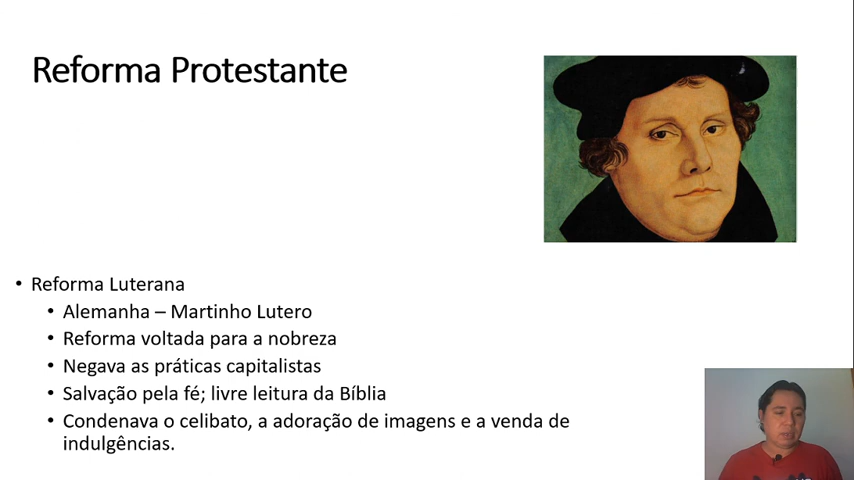 Reforma Protestante
• Reforma Luterana
• Alemanha – Martinho Lutero
• Reforma voltada para a nobreza
• Negava as práticas capitalistas
• Salvação pela fé; livre leitura da Bíblia
• Condenava o celibato, a adoração de imagens e a venda de
indulgências.